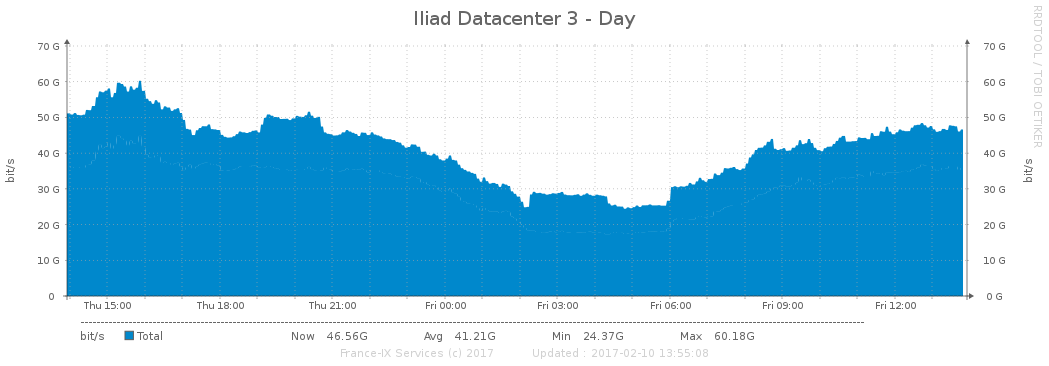 Iliad Datacenter 3 - Day
RRDTOOL / TOBI OETIKER
70 G 70 G
60 G 60 G
50 G 50 G
40 G 40 G
30 G 30 G
20 G 20 G
10 G 10 G
0 0 G
bit/s bit/s
Thu 15:00 Thu 18:00 Thu 21:00 Fri 00:00 Fri 03:00 Fri 06:00 Fri 09:00 Fri 12:00
bit/s Total Now 46.56G Avg 41.21G Min 24.37G Max 60.18G
France-IX Services (c) 2017 Updated : 2017-02-10 13:55:08